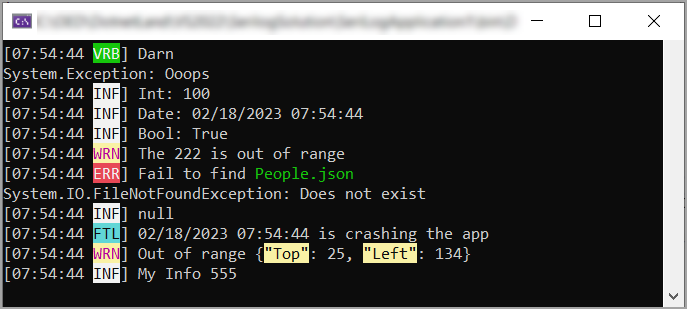 [07:54:44 VRB] Darn
System.Exception: Ooops
[07:54:44 INF] Int: 100
[07:54:44 INF] Date: 02/18/2023 07:54:44
[07:54:44 INF] Bool: True
[07:54:44 WRN] The 222 is out of range
[07:54:44 ERR] Fail to find People.json
System.IO.FileNotFoundException: Does not exist
[07:54:44 INF] null
[07:54:44 FTL] 02/18/2023 07:54:44 is crashing the app
[07:54:44 WRN] Out of range {"Top": 25, "Left": 134}
[07:54:44 INF] My Info 555